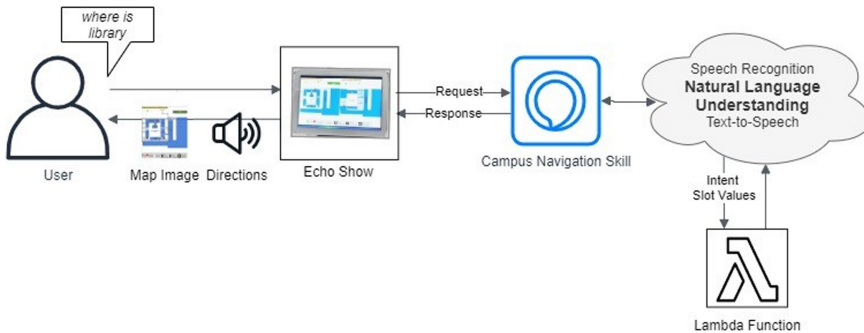 where is
library
Speech Recognition
Natural Language
Understanding
Text-to-Speech
Request
Response
User
Map Image
Directions
Echo Show
Campus Navigation Skill
Intent
Slot Values
Lambda Function